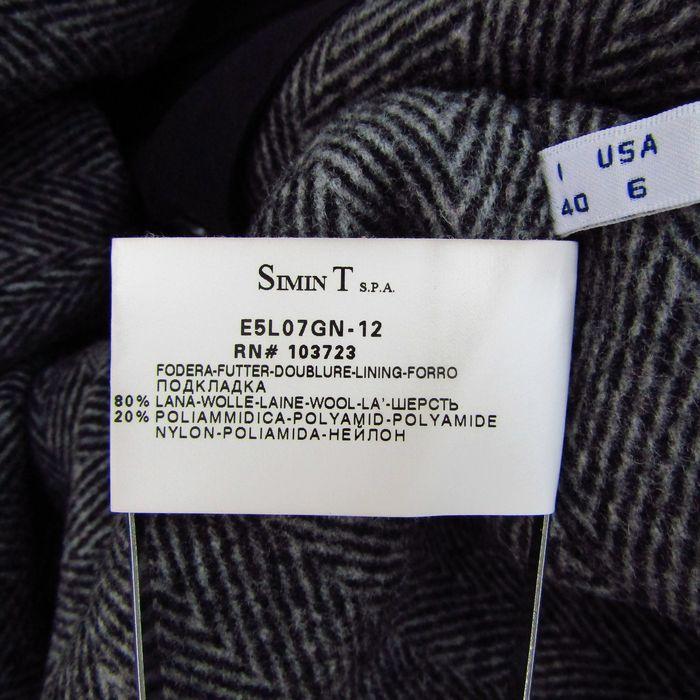 I USA
40 6
SIMIN T S.P.A.
E5L07GN-12
RN# 103723
FODERA-FUTTER-DOUBLURE-LINING-FORRO
ПОДКЛАДКА
80% LANA-WOLLE-LAINE-WOOL-LA'-ШЕРСТЬ
20% POLIAMMIDICA-POLYAMID-POLYAMIDE
NYLON-POLIAMIDA-НЕЙЛОН